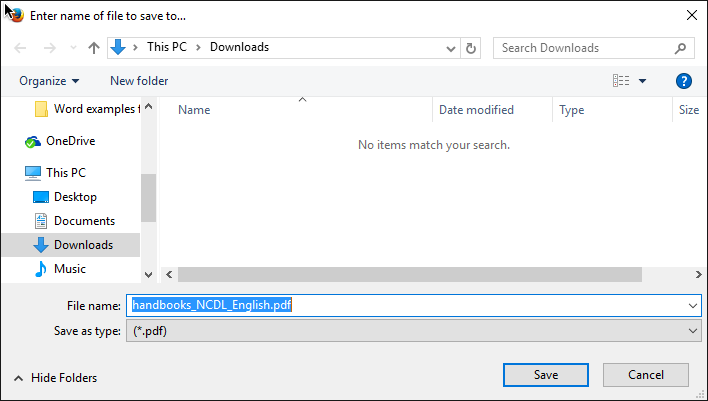 Enter name of file to save to...
This PC > Downloads
Search Downloads
Organize
New folder
?
Name
Date modified
Type
Size
No items match your search.
Word examples f
OneDrive
This PC
Desktop
Documents
Downloads
Music
File name: handbooks_NCDL_English.pdf
Save as type: (*.pdf)
Hide Folders
Save
Cancel